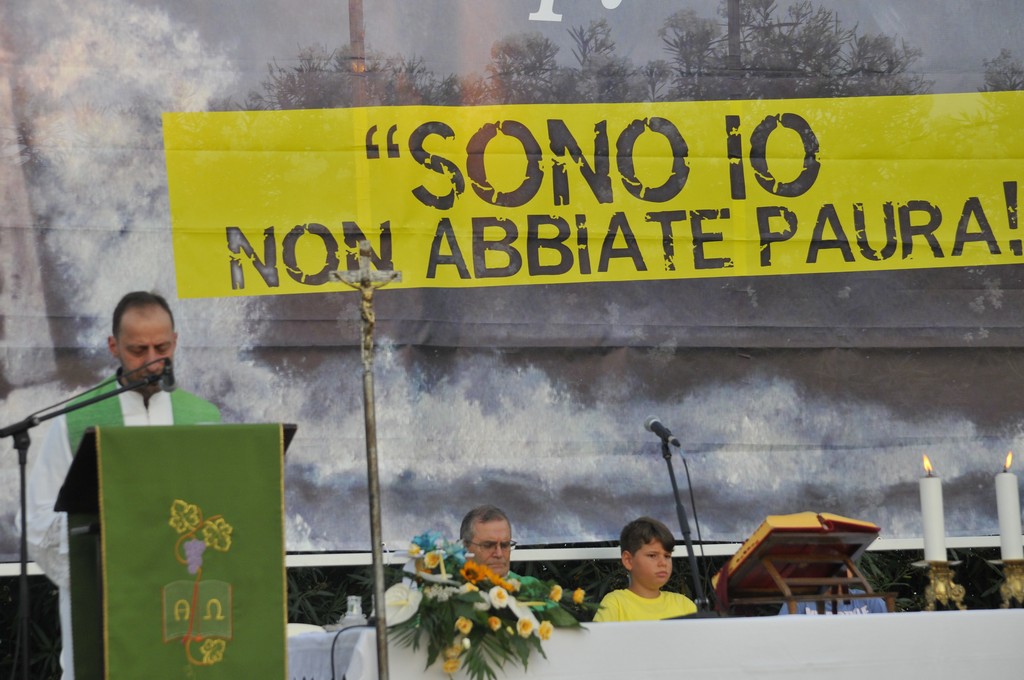 “SONO IO
NON ABBIATE PAURA!
Α Ω